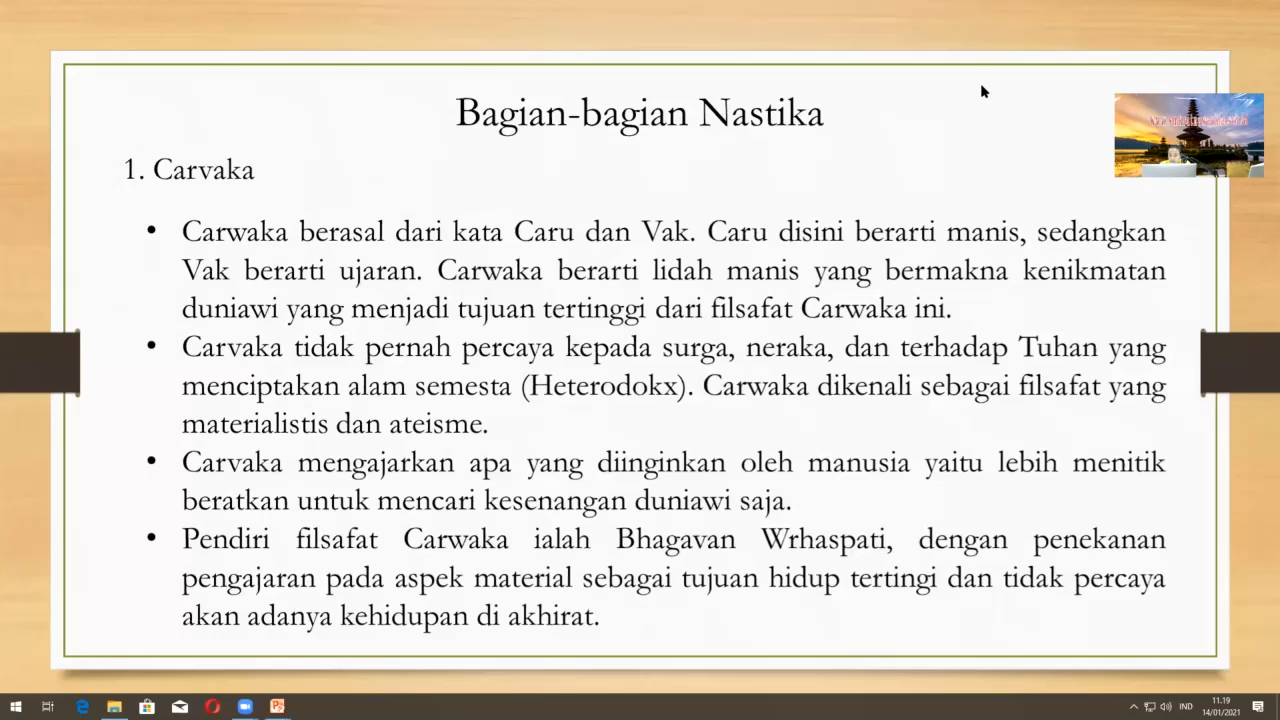 Bagian-bagian Nastika
1. Carvaka
• Carwaka berasal dari kata Caru dan Vak. Caru disini berarti manis, sedangkan
Vak berarti ujaran. Carwaka berarti lidah manis yang bermakna kenikmatan
duniawi yang menjadi tujuan tertinggi dari filsafat Carwaka ini.
• Carvaka tidak pernah percaya kepada surga, neraka, dan terhadap Tuhan yang
menciptakan alam semesta (Heterodokx). Carwaka dikenali sebagai filsafat yang
materialistis dan ateisme.
• Carvaka mengajarkan apa yang diinginkan oleh manusia yaitu lebih menitik
beratkan untuk mencari kesenangan duniawi saja.
• Pendiri filsafat Carwaka ialah Bhagavan Wrhaspati, dengan penekanan
pengajaran pada aspek material sebagai tujuan hidup tertingi dan tidak percaya
akan adanya kehidupan di akhirat.
IND
11.19
14/01/2021